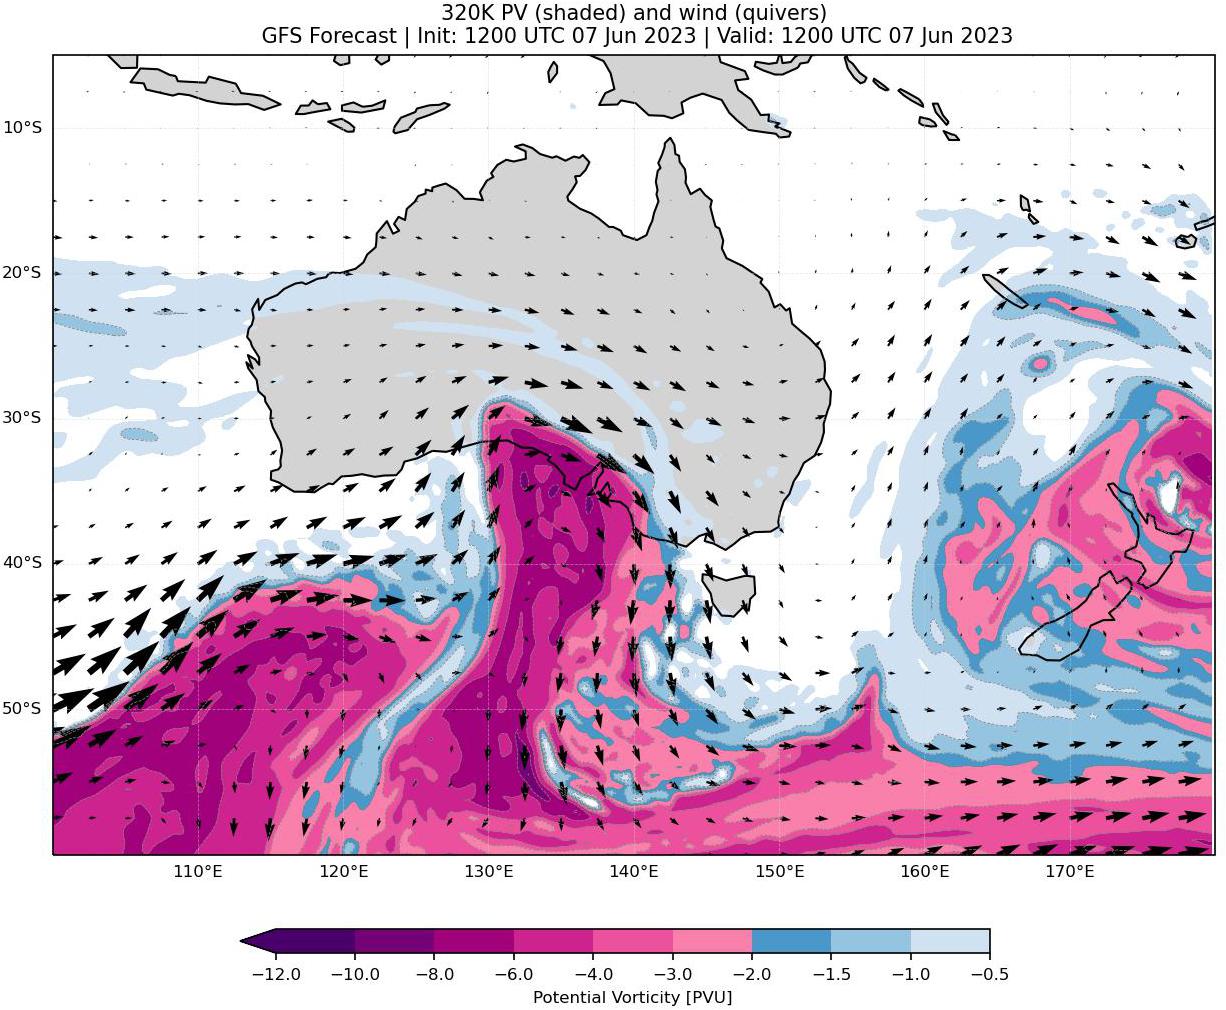 320K PV (shaded) and wind (quivers)
GFS Forecast | Init: 1200 UTC 07 Jun 2023 | Valid: 1200 UTC 07 Jun 2023
10°S
20°S
30°S
40°S
50°S
110°E 120°E 130°E 140°E 150°E 160°E 170°E
−12.0 −10.0 −8.0 −6.0 −4.0 −3.0 −2.0 −1.5 −1.0 −0.5
Potential Vorticity [PVU]